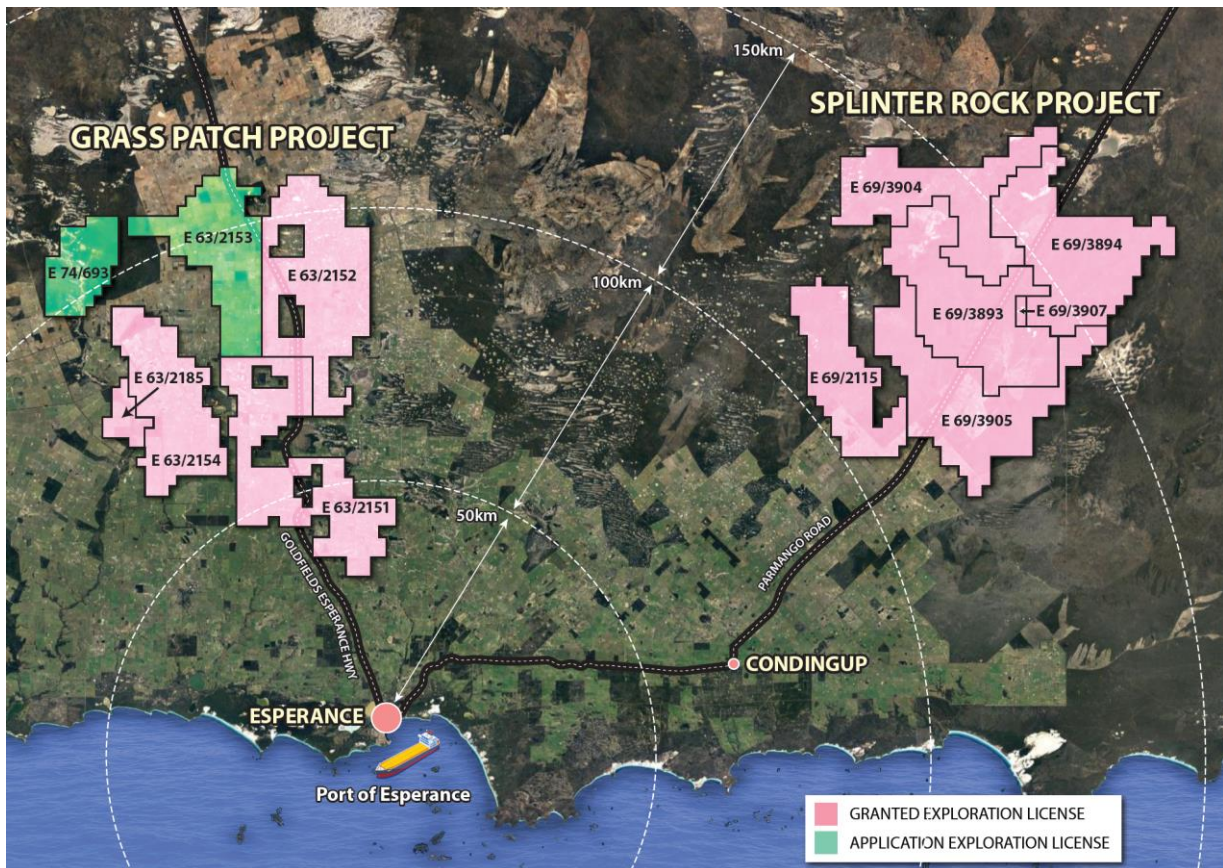 150km
SPLINTER ROCK PROJECT
GRASS PATCH PROJECT
E 69/3904
E 63/2153
E 69/3894
E 74/693
E 63/2152
100km
E 69/3893
E 69/3907
E 63/2185
E 69/2115
E 69/3905
E 63/2154
E 63/2151
50km
GOLDFIELDS ESPERANCE HWY
PARMANGO ROAD
CONDINGUP
ESPERANCE
Port of Esperance
GRANTED EXPLORATION LICENSE
APPLICATION EXPLORATION LICENSE